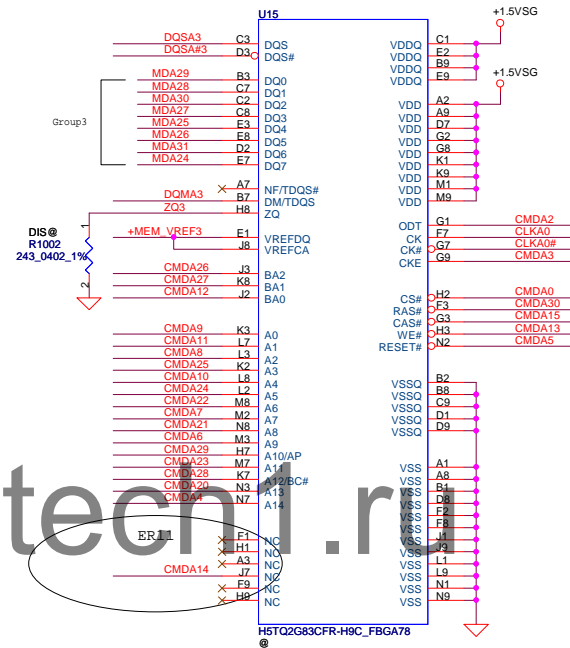 U15
+1.5VSG
DQSA3 C3 DQS VDDQ C1
DQSA#3 D3 DQS# VDDQ E2
VDDQ B9
MDA29 B3 DQ0 VDDQ E9
+1.5VSG
MDA28 C7 DQ1
MDA30 C2 DQ2 VDD A2
MDA27 C8 DQ3 VDD A9
Group3
MDA25 E3 DQ4 VDD D7
MDA26 E8 DQ5 VDD G2
MDA31 D2 DQ6 VDD G8
MDA24 E7 DQ7 VDD K1
VDD K9
A7 NF/TDQS# VDD M1
DQMA3 B7 DM/TDQS VDD M9
ZQ3 H8 ZQ
ODT G1 CMDA2
DIS@
R1002
243_0402_1%
1
2
+MEM_VREF3 E1 VREFDQ CK F7 CLKA0
J8 VREFCA CK# G7 CLKA0#
CKE G9 CMDA3
CMDA26 J3 BA2
CMDA27 K8 BA1
CMDA12 J2 BA0 CS# H2 CMDA0
RAS# F3 CMDA30
CAS# G3 CMDA15
CMDA9 K3 A0 WE# H3 CMDA13
CMDA11 L7 A1 RESET# N2 CMDA5
CMDA8 L3 A2
CMDA25 K2 A3
CMDA10 L8 A4 VSSQ B2
CMDA24 L2 A5 VSSQ B8
CMDA22 M8 A6 VSSQ C9
CMDA7 M2 A7 VSSQ D1
CMDA21 N8 A8 VSSQ D9
CMDA6 M3 A9
CMDA29 H7 A10/AP
CMDA23 M7 A11 VSS A1
CMDA28 K7 A12/BC# VSS A8
CMDA20 N3 A13 VSS B1
CMDA4 N7 A14 VSS D8
VSS F2
tech1.ru
ER11
VSS F8
F1 NC VSS J1
H1 NC VSS J9
A3 NC VSS L1
CMDA14 J7 NC VSS L9
F9 NC VSS N1
H9 NC VSS N9
H5TQ2G83CFR-H9C_FBGA78
@